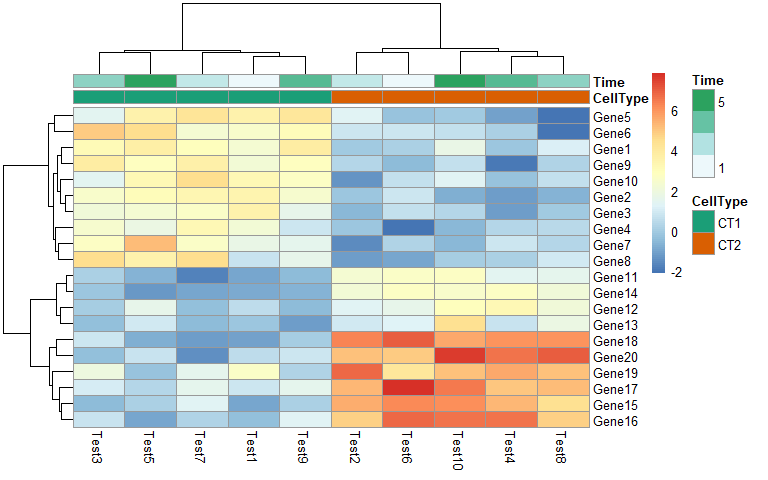 Time
CellType
Gene5
Gene6
Gene1
Gene9
Gene10
Gene2
Gene3
Gene4
Gene7
Gene8
Gene11
Gene14
Gene12
Gene13
Gene18
Gene20
Gene19
Gene17
Gene15
Gene16
Test3
Test5
Test7
Test1
Test9
Test2
Test6
Test10
Test4
Test8
6
4
2
0
-2
Time
5
1
CellType
CT1
CT2